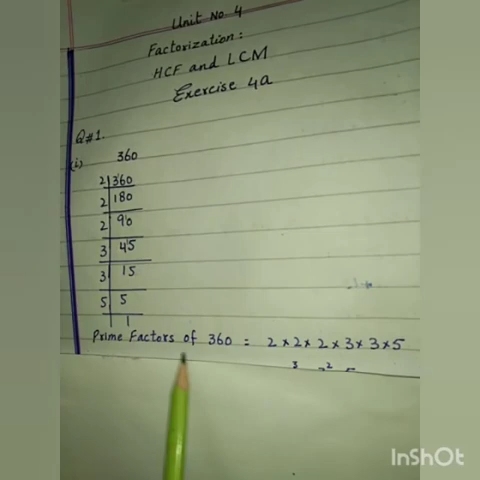 Unit No 4
Factorization:
HCF and LCM
Exercise 4a
Q#1.
(i) 360
2|360
2|180
2|90
3|45
3|15
5|5
|1
Prime Factors of 360 = 2×2×2×3×3×5
InShOt